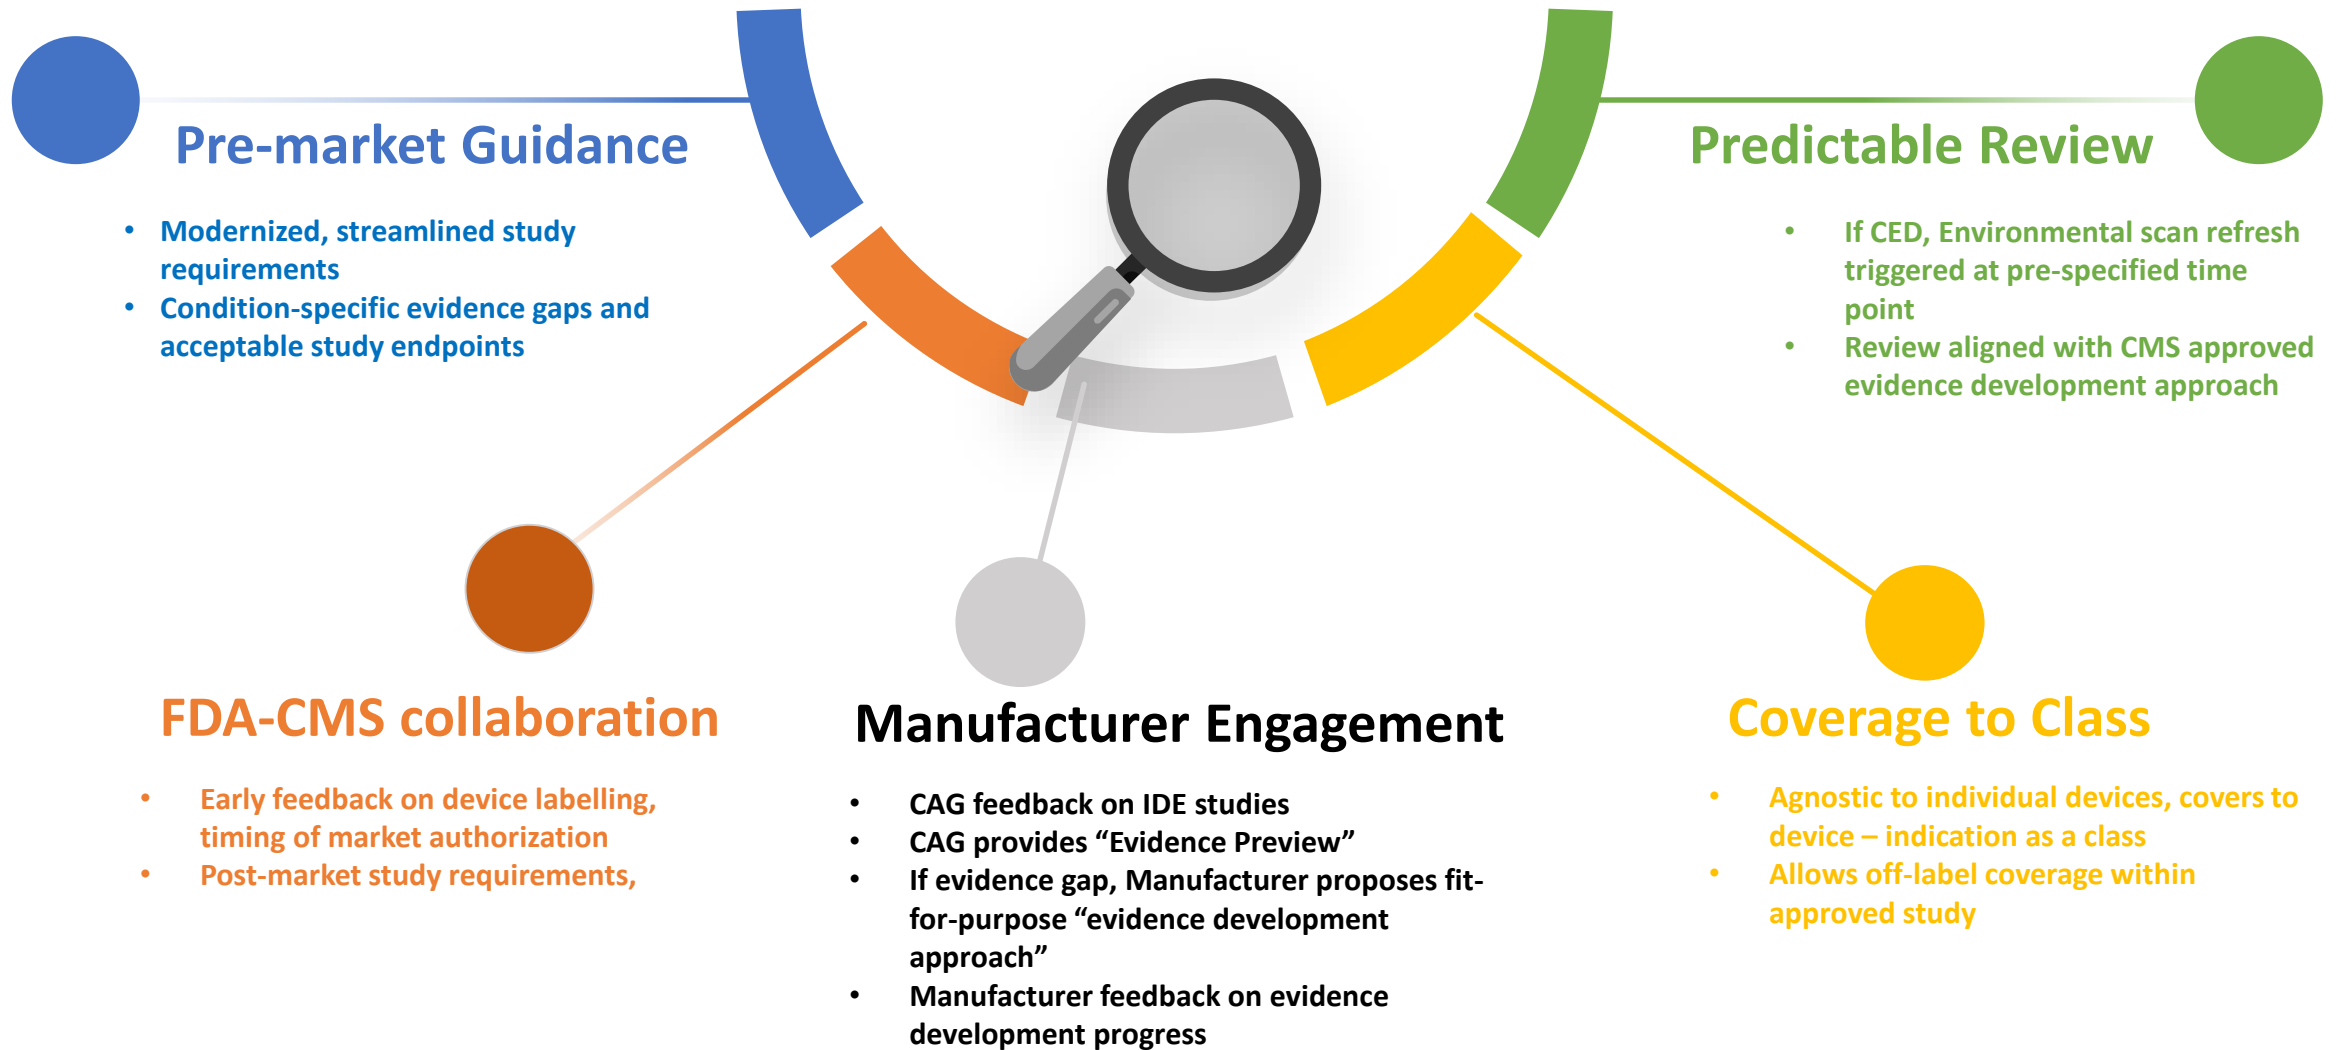 Pre-market Guidance
• Modernized, streamlined study
requirements
• Condition-specific evidence gaps and
acceptable study endpoints
Predictable Review
• If CED, Environmental scan refresh
triggered at pre-specified time
point
• Review aligned with CMS approved
evidence development approach
FDA-CMS collaboration
• Early feedback on device labelling,
timing of market authorization
• Post-market study requirements,
Manufacturer Engagement
• CAG feedback on IDE studies
• CAG provides “Evidence Preview”
• If evidence gap, Manufacturer proposes fit-
for-purpose “evidence development
approach”
• Manufacturer feedback on evidence
development progress
Coverage to Class
• Agnostic to individual devices, covers to
device – indication as a class
• Allows off-label coverage within
approved study